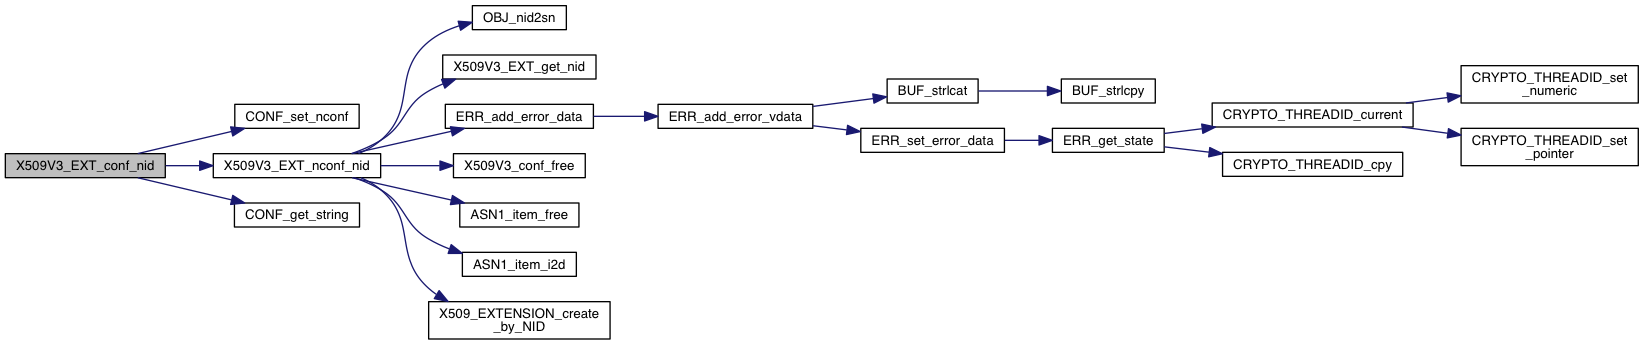 X509V3_EXT_conf_nid
CONF_set_nconf
X509V3_EXT_nconf_nid
CONF_get_string
OBJ_nid2sn
X509V3_EXT_get_nid
ERR_add_error_data
X509V3_conf_free
ASN1_item_free
ASN1_item_i2d
X509_EXTENSION_create
_by_NID
ERR_add_error_vdata
BUF_strlcat
ERR_set_error_data
BUF_strlcpy
ERR_get_state
CRYPTO_THREADID_current
CRYPTO_THREADID_cpy
CRYPTO_THREADID_set
_numeric
CRYPTO_THREADID_set
_pointer